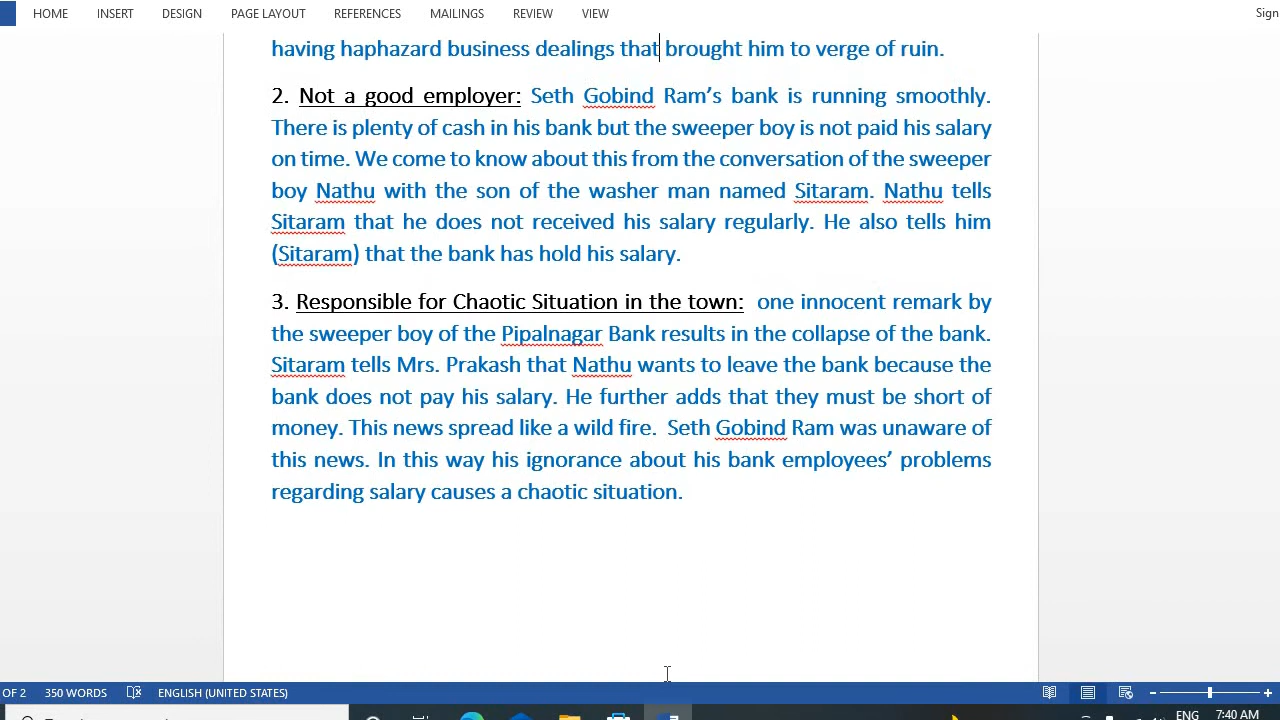 HOME INSERT DESIGN PAGE LAYOUT REFERENCES MAILINGS REVIEW VIEW Sign
having haphazard business dealings that brought him to verge of ruin.
2. Not a good employer: Seth Gobind Ram’s bank is running smoothly.
There is plenty of cash in his bank but the sweeper boy is not paid his salary
on time. We come to know about this from the conversation of the sweeper
boy Nathu with the son of the washer man named Sitaram. Nathu tells
Sitaram that he does not received his salary regularly. He also tells him
(Sitaram) that the bank has hold his salary.
3. Responsible for Chaotic Situation in the town: one innocent remark by
the sweeper boy of the Pipalnagar Bank results in the collapse of the bank.
Sitaram tells Mrs. Prakash that Nathu wants to leave the bank because the
bank does not pay his salary. He further adds that they must be short of
money. This news spread like a wild fire. Seth Gobind Ram was unaware of
this news. In this way his ignorance about his bank employees’ problems
regarding salary causes a chaotic situation.
OF 2 350 WORDS ENGLISH (UNITED STATES)
ENG 7:40 AM